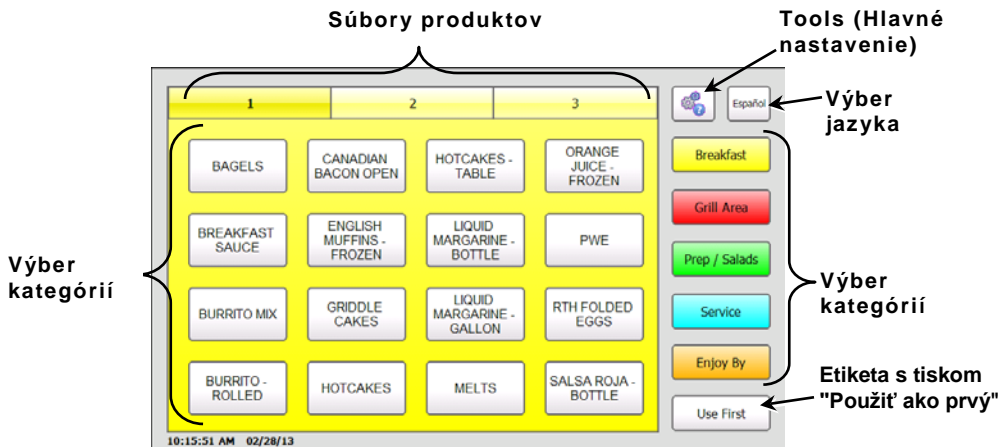 Súbory produktov
Tools (Hlavné
nastavenie)
1
2
3
Español
Výber
jazyka
BAGELS
CANADIAN
BACON OPEN
HOTCAKES -
TABLE
ORANGE
JUICE -
FROZEN
BREAKFAST
SAUCE
ENGLISH
MUFFINS -
FROZEN
LIQUID
MARGARINE -
BOTTLE
PWE
BURRITO MIX
GRIDDLE
CAKES
LIQUID
MARGARINE -
GALLON
RTH FOLDED
EGGS
BURRITO -
ROLLED
HOTCAKES
MELTS
SALSA ROJA -
BOTTLE
Výber
kategórií
Breakfast
Grill Area
Prep / Salads
Service
Enjoy By
Use First
Výber
kategórií
Etiketa s tiskom
"Použiť ako prvý"
10:15:51 AM 02/28/13